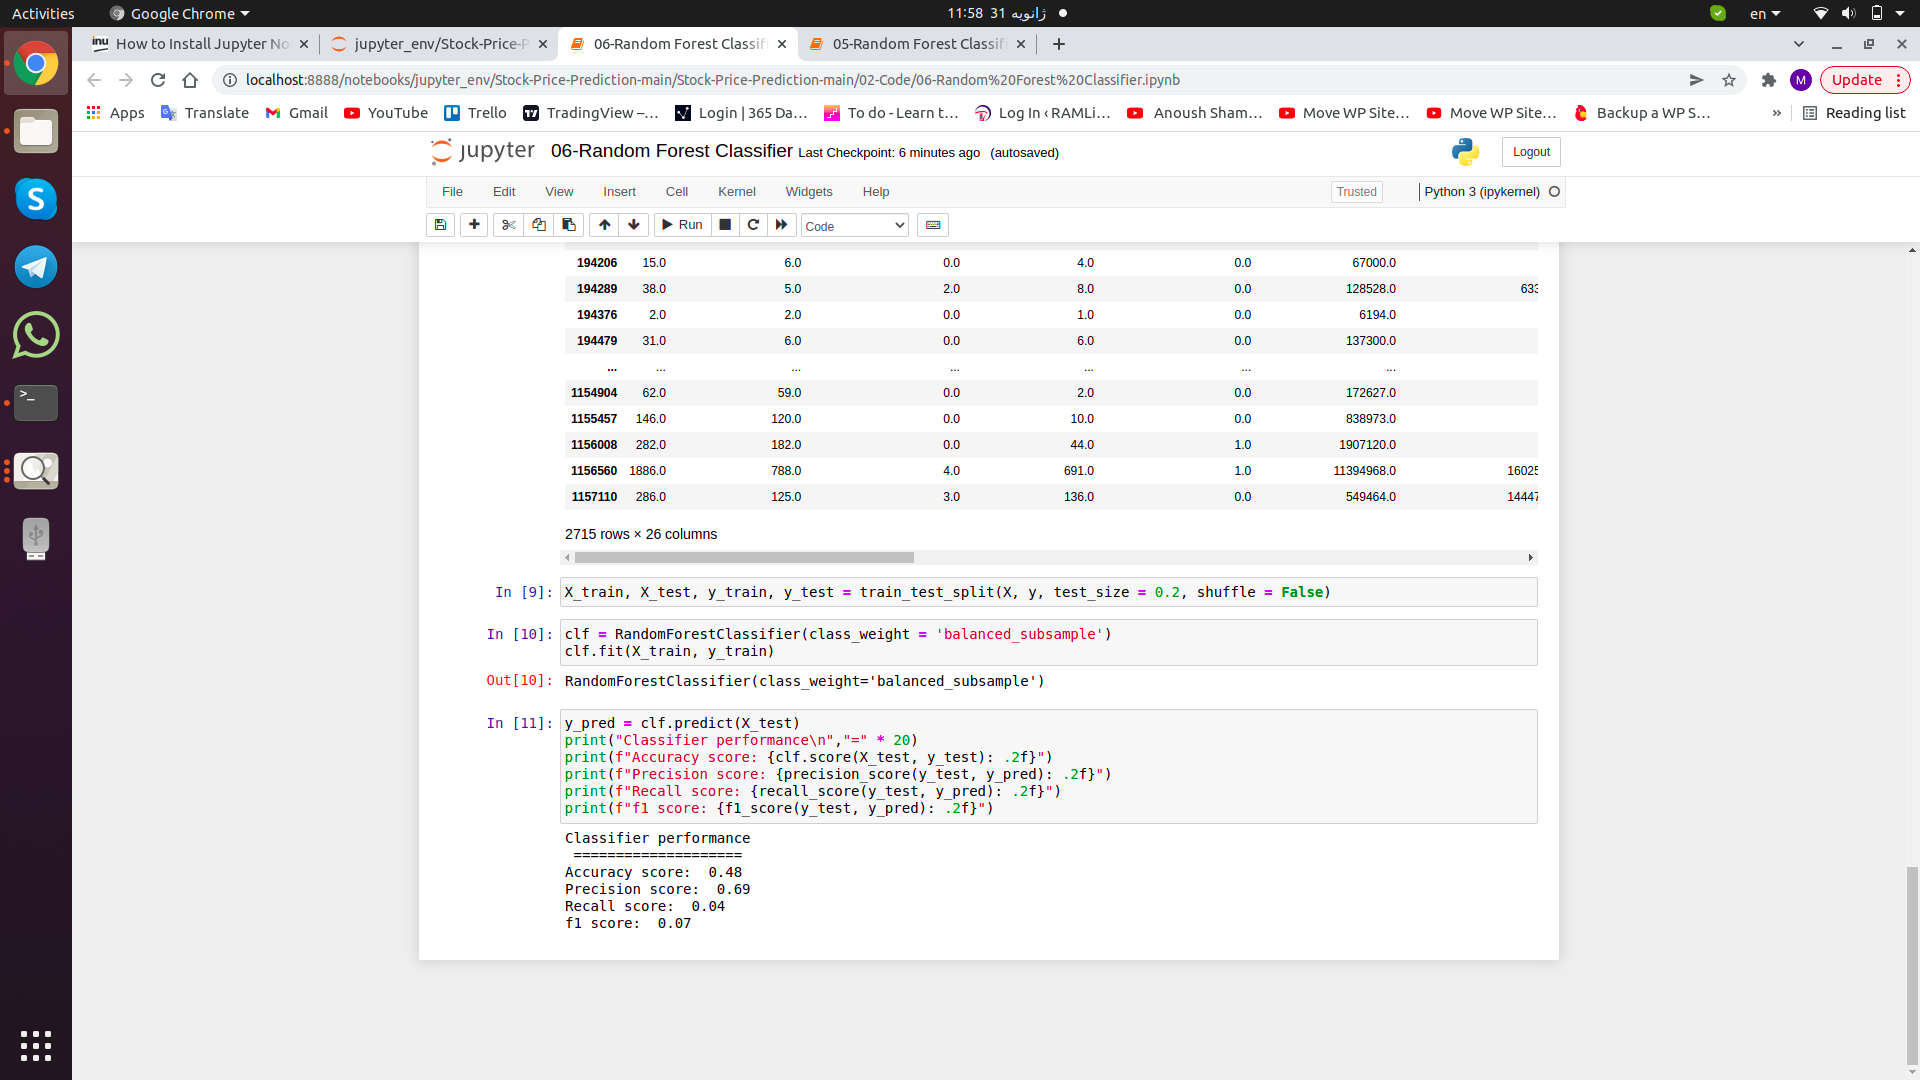 Activities
Google Chrome
11:58 31 ژانویه
en
How to Install Jupyter No
jupyter_env/Stock-Price-P
06-Random Forest Classifi
05-Random Forest Classifi
localhost:8888/notebooks/jupyter_env/Stock-Price-Prediction-main/Stock-Price-Prediction-main/02-Code/06-Random%20Forest%20Classifier.ipynb
M
Update
Apps
Translate
Gmail
YouTube
Trello
TradingView –...
Login | 365 Da...
To do - Learn t...
Log In ‹ RAMLi...
Anoush Sham...
Move WP Site...
Move WP Site...
Backup a WP S...
»
Reading list
jupyter 06-Random Forest Classifier Last Checkpoint: 6 minutes ago (autosaved)
Logout
File Edit View Insert Cell Kernel Widgets Help
Trusted
Python 3 (ipykernel)
Run
Code
194206 15.0 6.0 0.0 4.0 0.0 67000.0
194289 38.0 5.0 2.0 8.0 0.0 128528.0 633
194376 2.0 2.0 0.0 1.0 0.0 6194.0
194479 31.0 6.0 0.0 6.0 0.0 137300.0
... ... ... ... ... ... ...
1154904 62.0 59.0 0.0 2.0 0.0 172627.0
1155457 146.0 120.0 0.0 10.0 0.0 838973.0
1156008 282.0 182.0 0.0 44.0 1.0 1907120.0
1156560 1886.0 788.0 4.0 691.0 1.0 11394968.0 16025
1157110 286.0 125.0 3.0 136.0 0.0 549464.0 14447
2715 rows × 26 columns
In [9]: X_train, X_test, y_train, y_test = train_test_split(X, y, test_size = 0.2, shuffle = False)
In [10]: clf = RandomForestClassifier(class_weight = 'balanced_subsample')
clf.fit(X_train, y_train)
Out[10]: RandomForestClassifier(class_weight='balanced_subsample')
In [11]: y_pred = clf.predict(X_test)
print("Classifier performance\n","=" * 20)
print(f"Accuracy score: {clf.score(X_test, y_test): .2f}")
print(f"Precision score: {precision_score(y_test, y_pred): .2f}")
print(f"Recall score: {recall_score(y_test, y_pred): .2f}")
print(f"f1 score: {f1_score(y_test, y_pred): .2f}")
Classifier performance
====================
Accuracy score:  0.48
Precision score:  0.69
Recall score:  0.04
f1 score:  0.07